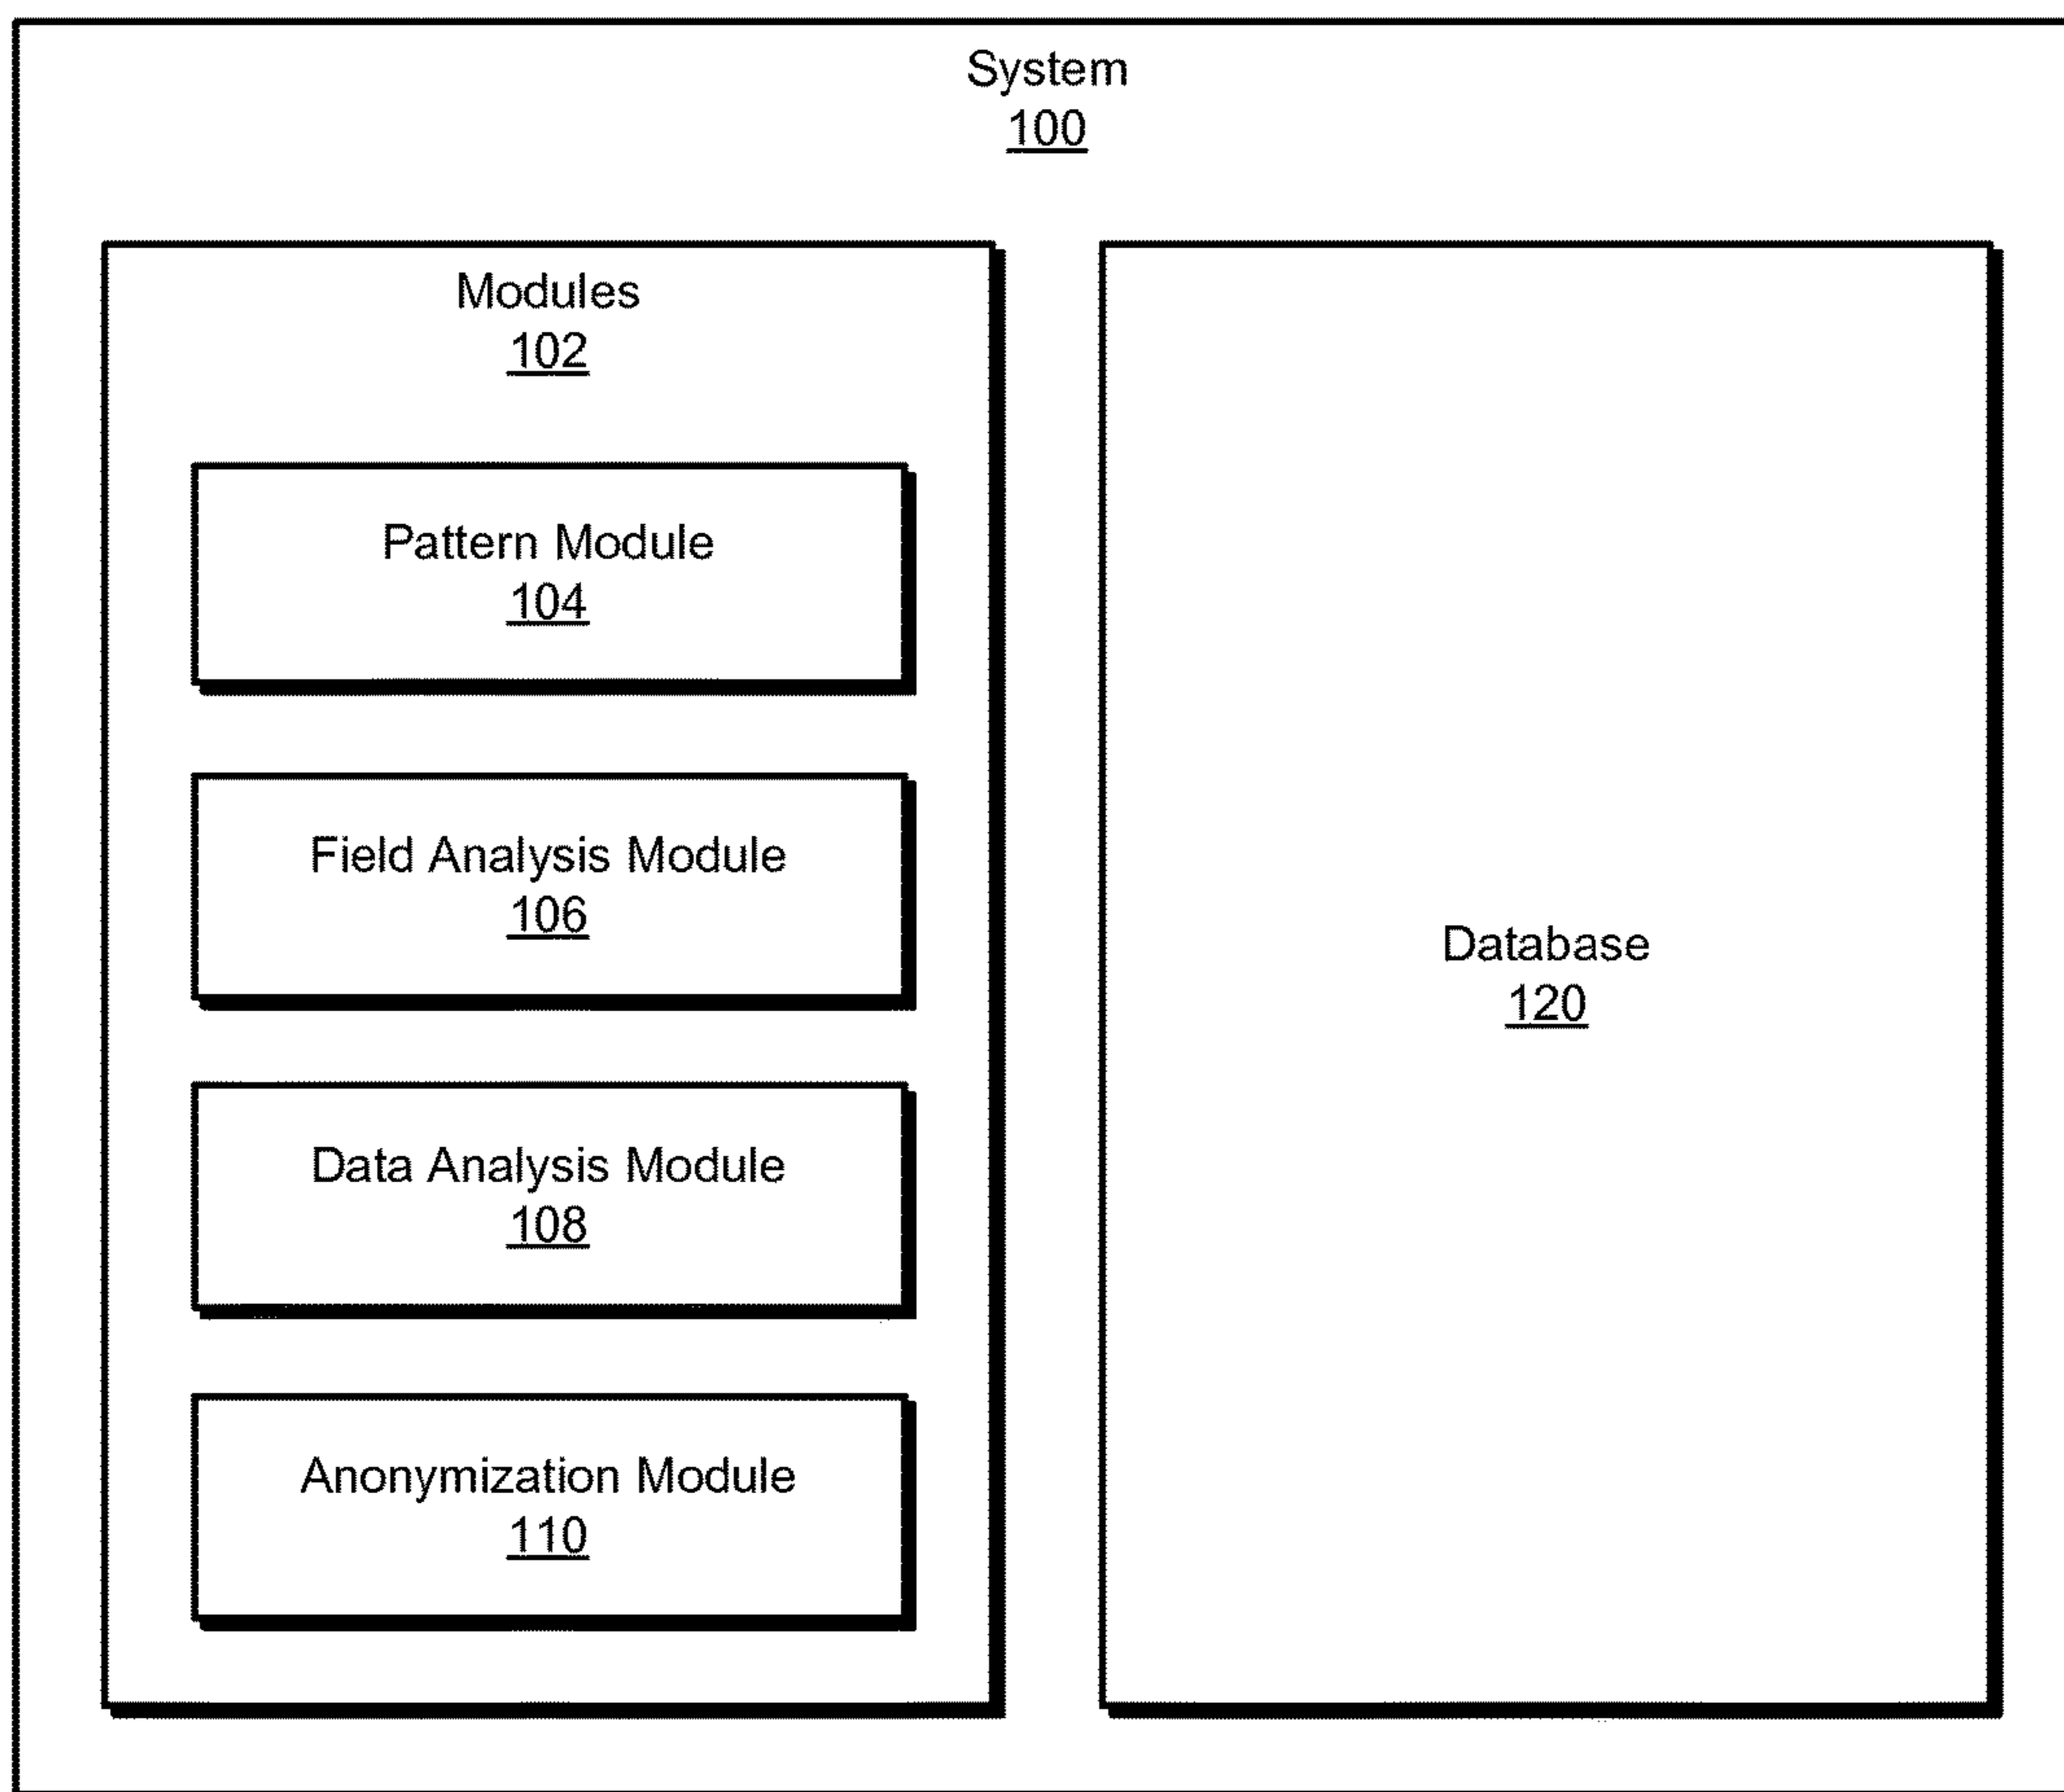 System
100
Modules
102
Pattern Module
104
Field Analysis Module
106
Data Analysis Module
108
Anonymization Module
110
Database
120